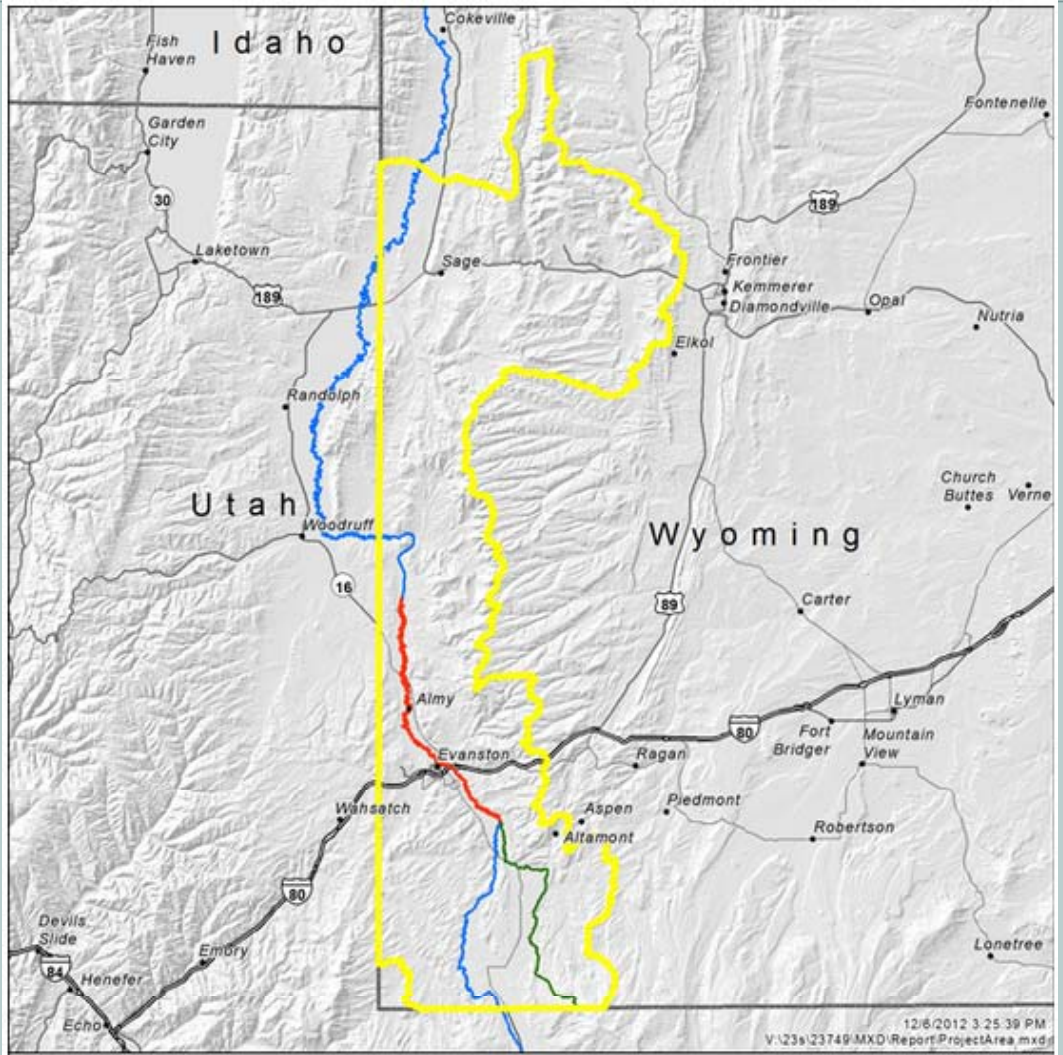 Cokeville
Idaho
Fish
Haven
Fontenelle
Garden
City
30
189
Laketown
Sage
Frontier
189
Kemmerer
Diamondville
Opal
Nutria
Elkol
Randolph
Church
Buttes
Verne
Utah
Woodruff
Wyoming
16
89
Carter
Almy
Lyman
80
Fort
Bridger
Mountain
View
Evanston
Ragan
Wahsatch
Aspen
Piedmont
Altamont
Robertson
80
Devils
Slide
Emory
Lonetree
84
Henefer
Echo
12/6/2012 3:25:39 PM
V:\23s\23749\MXD\Report\ProjectArea.mxd